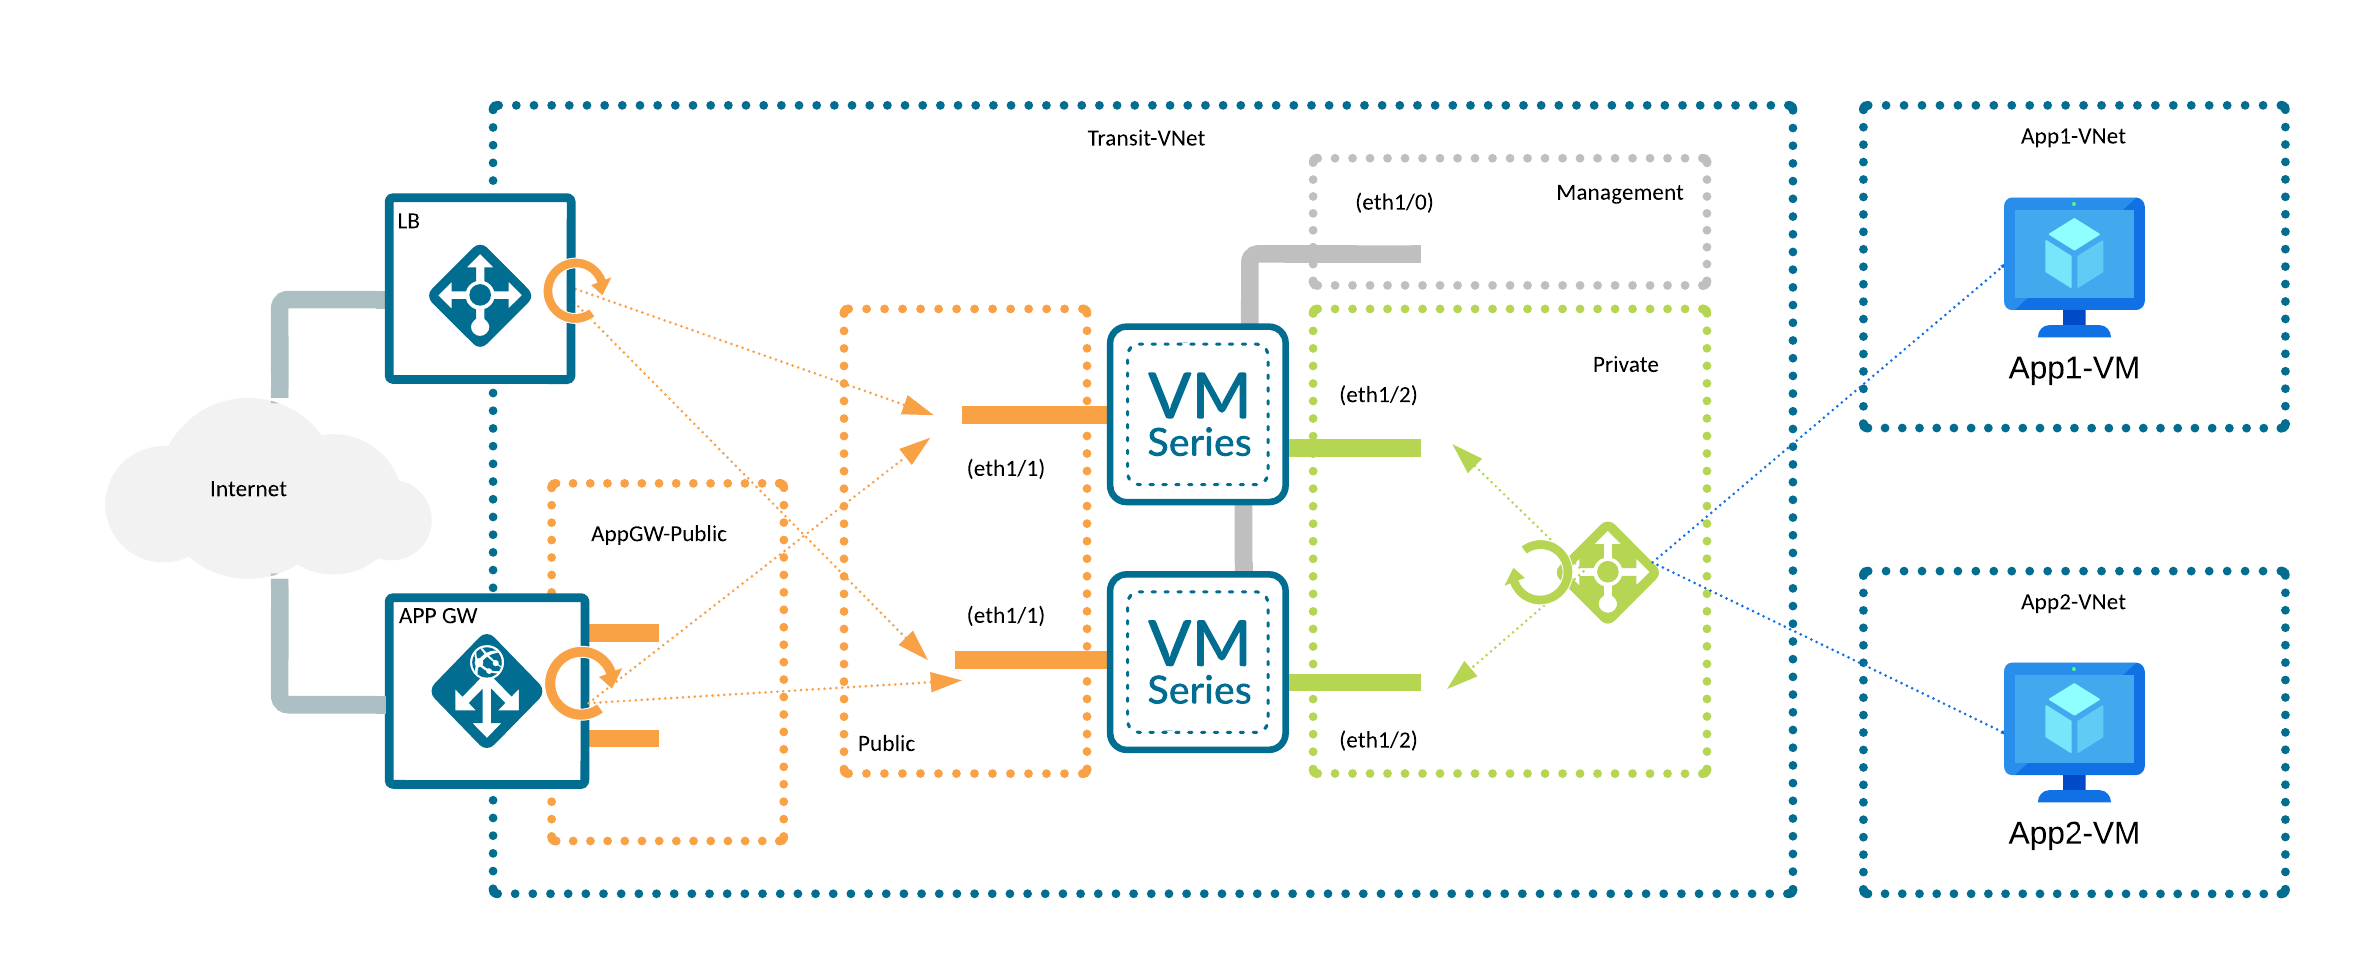 Transit-VNet
App1-VNet
(eth1/0)
Management
LB
Private
App1-VM
VM
Series
(eth1/2)
(eth1/1)
Internet
AppGW-Public
APP GW
(eth1/1)
App2-VNet
VM
Series
Public
(eth1/2)
App2-VM